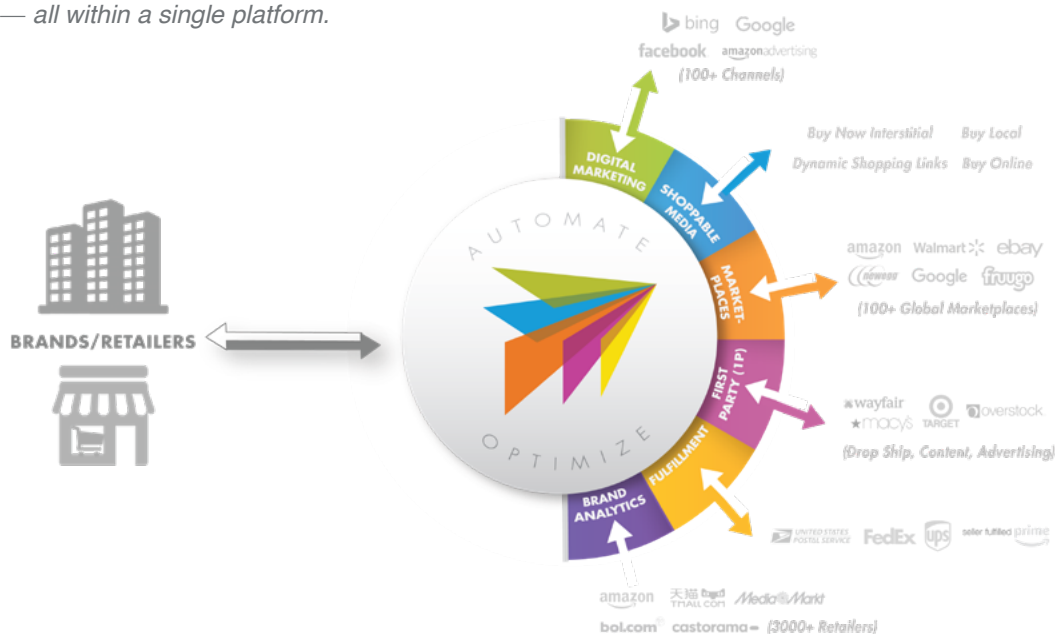 — all within a single platform.
bing Google
facebook amazonadvertising
(100+ Channels)
Buy Now Interstitial Buy Local
Dynamic Shopping Links Buy Online
DIGITAL
MARKETING
SHOPPABLE
MEDIA
MARKET-
PLACES
FIRST
PARTY (1P)
FULFILLMENT
BRAND
ANALYTICS
AUTOMATE
OPTIMIZE
BRANDS/RETAILERS
amazon Walmart ebay
newegg Google fruugo
(100+ Global Marketplaces)
wayfair
macy's TARGET overstock
(Drop Ship, Content, Advertising)
UNITED STATES
POSTAL SERVICE FedEx ups seller fulfilled prime
amazon 天猫 TMALL.COM MediaMarkt
bol.com® castorama (3000+ Retailers)